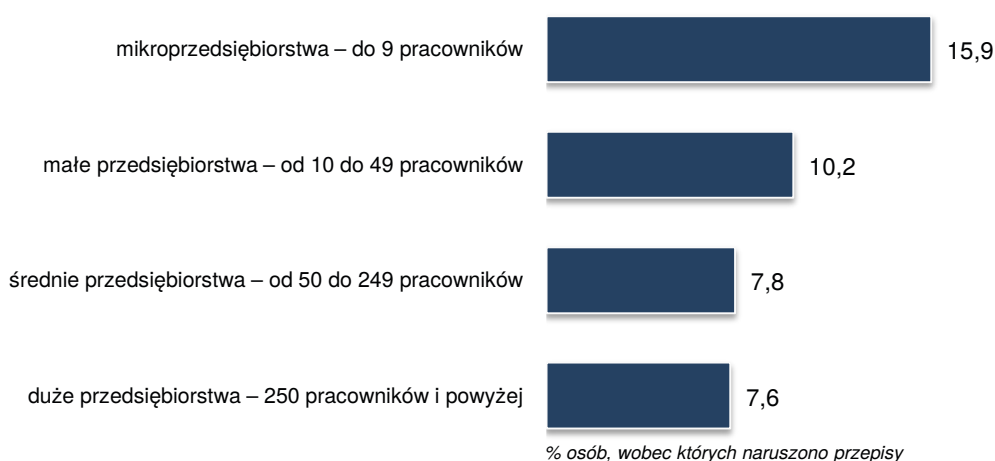 mikroprzedsiębiorstwa – do 9 pracowników 15,9
małe przedsiębiorstwa – od 10 do 49 pracowników 10,2
średnie przedsiębiorstwa – od 50 do 249 pracowników 7,8
duże przedsiębiorstwa – 250 pracowników i powyżej 7,6
% osób, wobec których naruszono przepisy